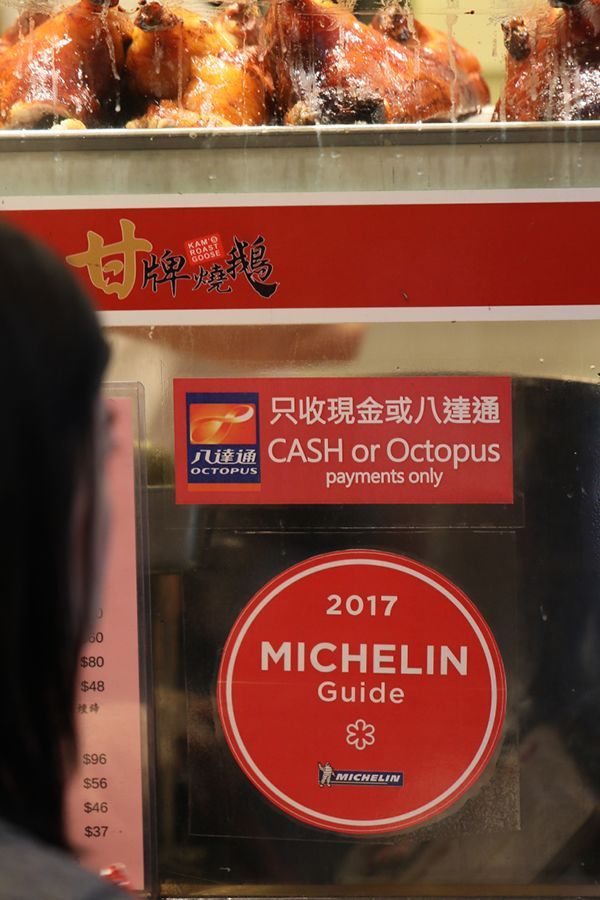 甘牌燒鵝
KAM'S
ROAST
GOOSE
只收現金或八達通
CASH or Octopus
payments only
八達通
OCTOPUS
2017
MICHELIN
Guide
MICHELIN
$80
$48
$96
$56
$46
$37